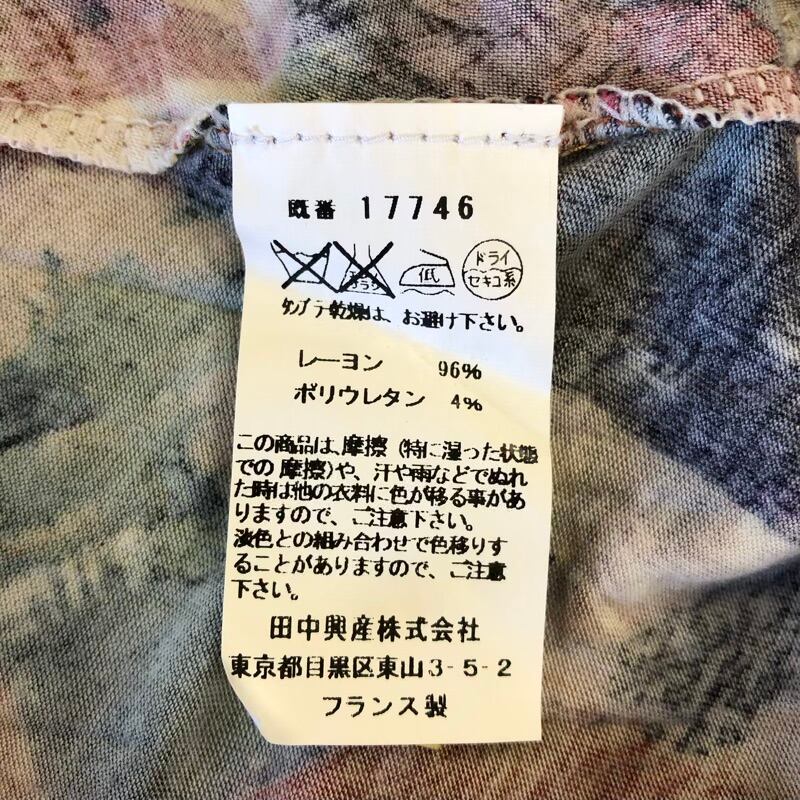 既番 17746
低 ドライ
セキユ系
タンブラ乾燥は、お避け下さい。
レーヨン 96%
ポリウレタン 4%
この商品は、摩擦(特に湿った状態
での 摩擦)や、汗や雨などでぬれ
た時は他の衣料に色が移る事があ
りますので、ご注意下さい。
淡色との組み合わせで色移りす
ることがありますので、ご注意
下さい。
田中興産株式会社
東京都目黒区東山3-5-2
フランス製